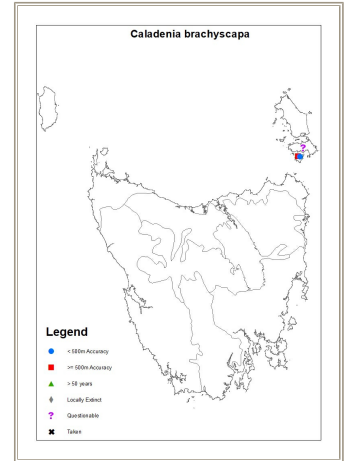 Caladenia brachyscapa
?
Legend
< 500m Accuracy
>= 500m Accuracy
> 50 years
Locally Extinct
? Questionable
Taken